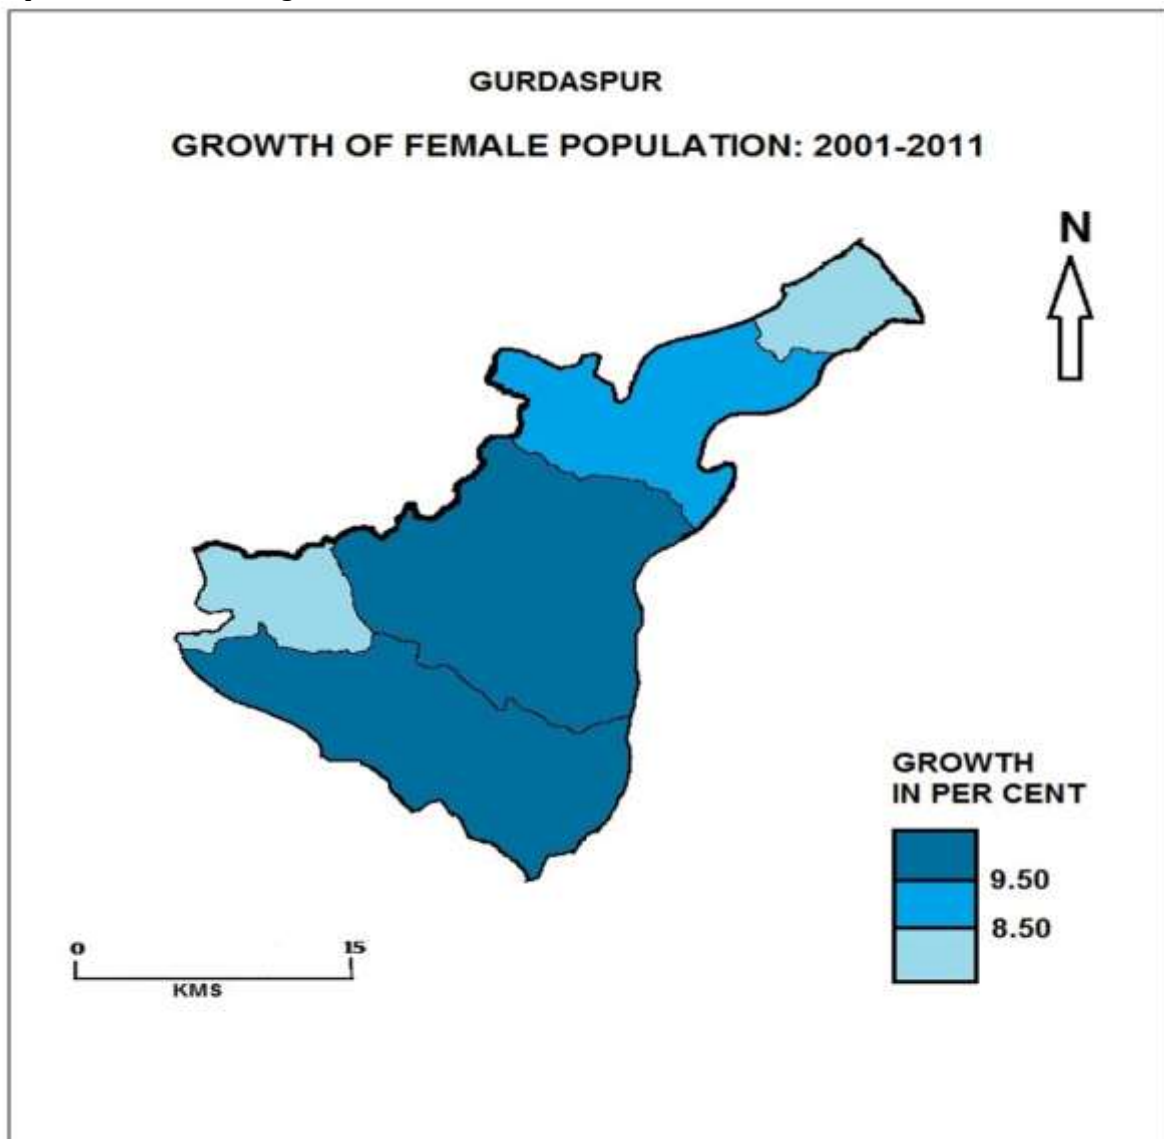 GURDASPUR
GROWTH OF FEMALE POPULATION: 2001-2011
N
GROWTH
IN PER CENT
9.50
8.50
0 15
KMS